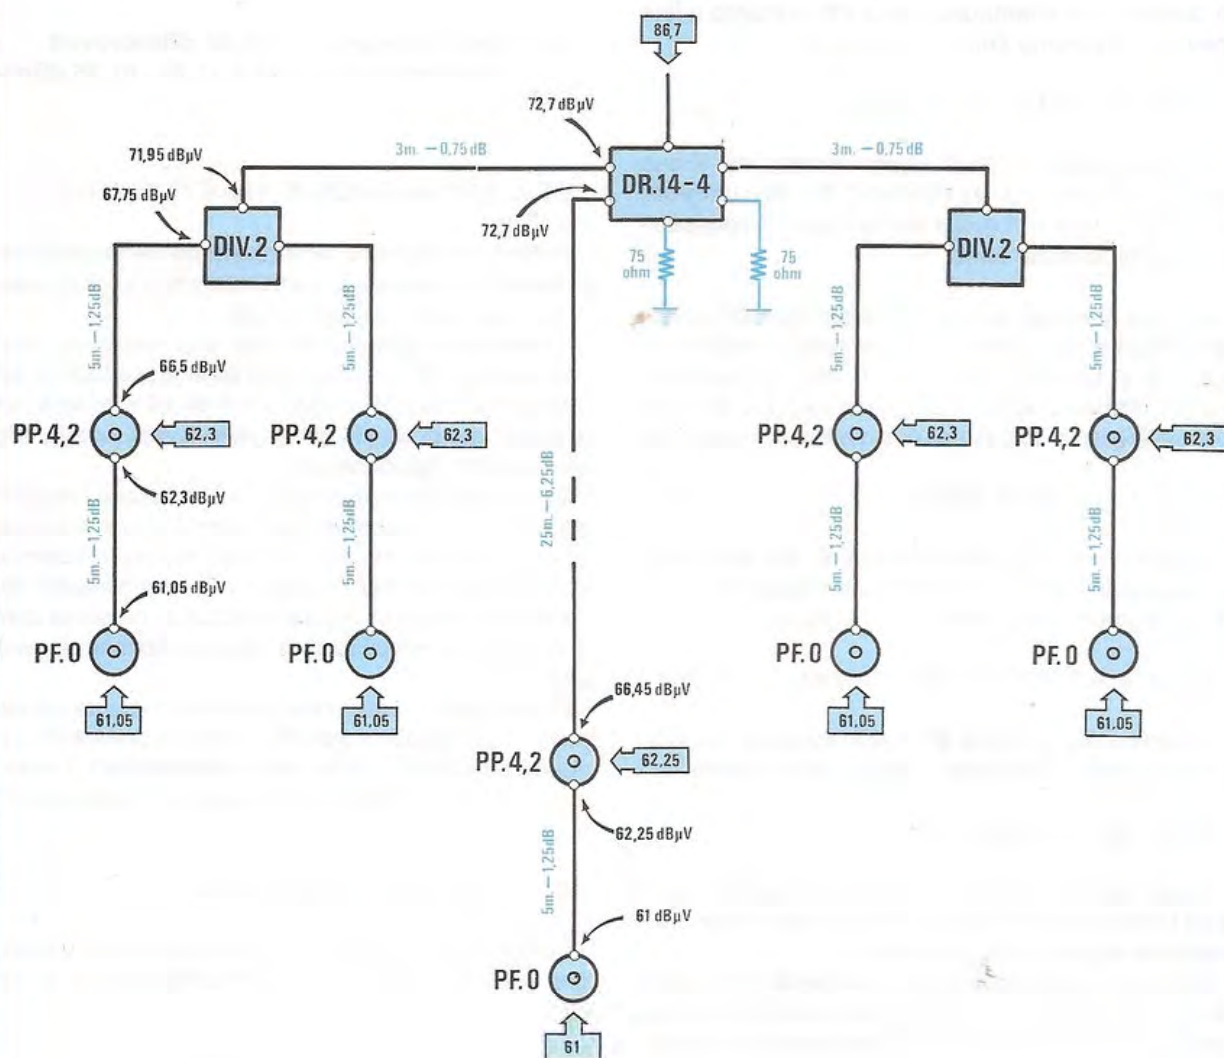 86,7
72,7 dBµV
3m. – 0,75 dB
3m. – 0,75 dB
71,95 dBµV
67,75 dBµV
DR.14-4
72,7 dBµV
DIV.2
DIV.2
75 ohm
75 ohm
5m. – 1,25dB
5m. – 1,25dB
5m. – 1,25dB
5m. – 1,25dB
66,5 dBµV
PP.4,2
62,3
PP.4,2
62,3
PP.4,2
62,3
PP.4,2
62,3
62,3dBµV
25m. – 6,25dB
5m. – 1,25dB
5m. – 1,25dB
5m. – 1,25dB
5m. – 1,25dB
61,05 dBµV
PF.0
PF.0
PF.0
PF.0
61,05
61,05
61,05
61.05
66,45 dBµV
PP.4,2
62,25
62,25 dBµV
5m. – 1,25dB
61 dBµV
PF.0
61